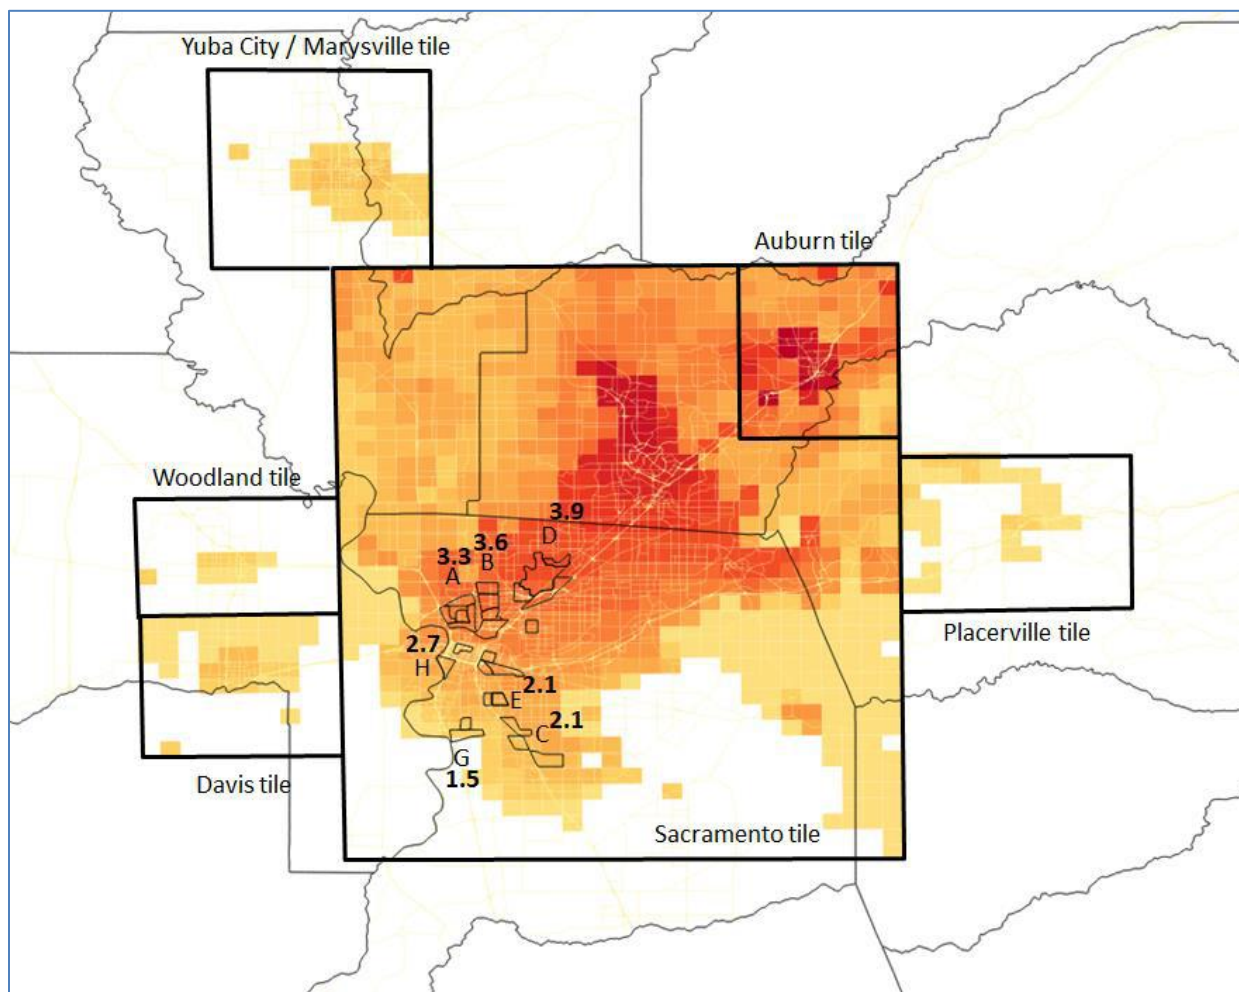 Yuba City / Marysville tile
Auburn tile
Woodland tile
3.9
D
3.6
B
3.3
A
Placerville tile
2.7
H
2.1
E
2.1
C
G
1.5
Davis tile
Sacramento tile